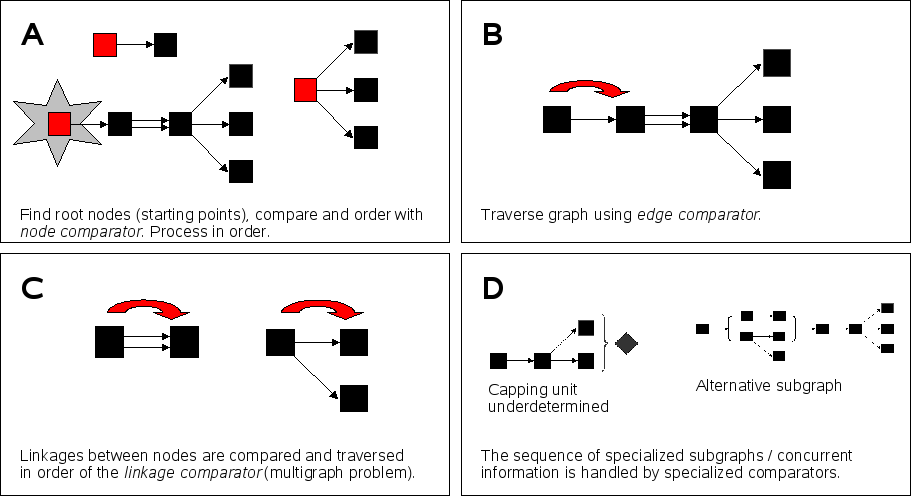 A
Find root nodes (starting points), compare and order with
node comparator. Process in order.
B
Traverse graph using edge comparator.
C
Linkages between nodes are compared and traversed
in order of the linkage comparator (multigraph problem).
D
Capping unit
underdetermined
Alternative subgraph
The sequence of specialized subgraphs / concurrent
information is handled by specialized comparators.